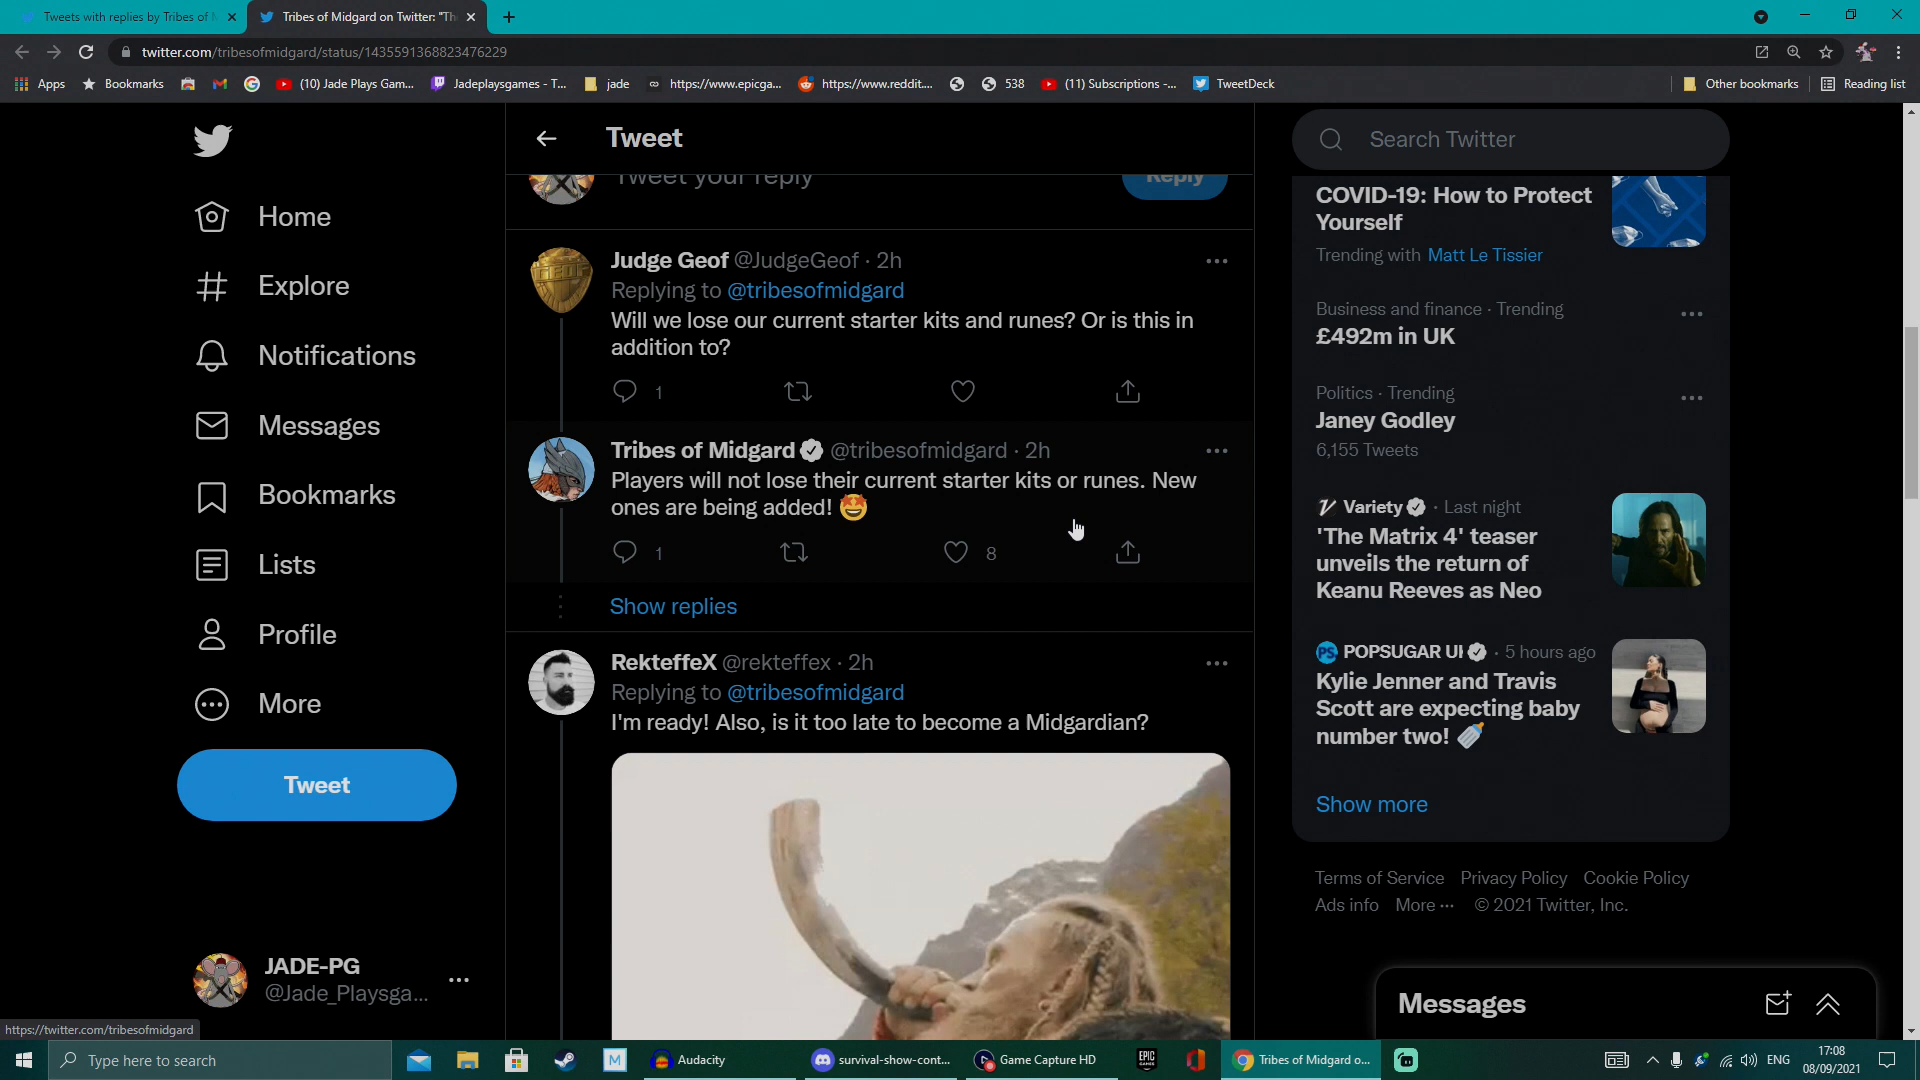 Tweets with replies by Tribes of M
Tribes of Midgard on Twitter: "Th
twitter.com/tribesofmidgard/status/1435591368823476229
Apps
Bookmarks
(10) Jade Plays Gam...
Jadeplaysgames - T...
jade
https://www.epicga...
https://www.reddit....
538
(11) Subscriptions -...
TweetDeck
Other bookmarks
Reading list
Home
Explore
Notifications
Messages
Bookmarks
Lists
Profile
More
Tweet
JADE-PG
@Jade_Playsga...
Tweet
Tweet your reply
Reply
GEOF
Judge Geof @JudgeGeof · 2h
Replying to @tribesofmidgard
Will we lose our current starter kits and runes? Or is this in
addition to?
1
Tribes of Midgard @tribesofmidgard · 2h
Players will not lose their current starter kits or runes. New
ones are being added! 🤩
1
8
Show replies
RekteffeX @rekteffex · 2h
Replying to @tribesofmidgard
I'm ready! Also, is it too late to become a Midgardian?
Search Twitter
COVID-19: How to Protect
Yourself
Trending with Matt Le Tissier
Business and finance · Trending
£492m in UK
Politics · Trending
Janey Godley
6,155 Tweets
Variety · Last night
'The Matrix 4' teaser
unveils the return of
Keanu Reeves as Neo
PS POPSUGAR UK · 5 hours ago
Kylie Jenner and Travis
Scott are expecting baby
number two! 🍼
Show more
Terms of Service Privacy Policy Cookie Policy
Ads info More ··· © 2021 Twitter, Inc.
Messages
https://twitter.com/tribesofmidgard
Type here to search
M
Audacity
survival-show-cont...
Game Capture HD
EPIC
GAMES
Tribes of Midgard o...
ENG
17:08
08/09/2021